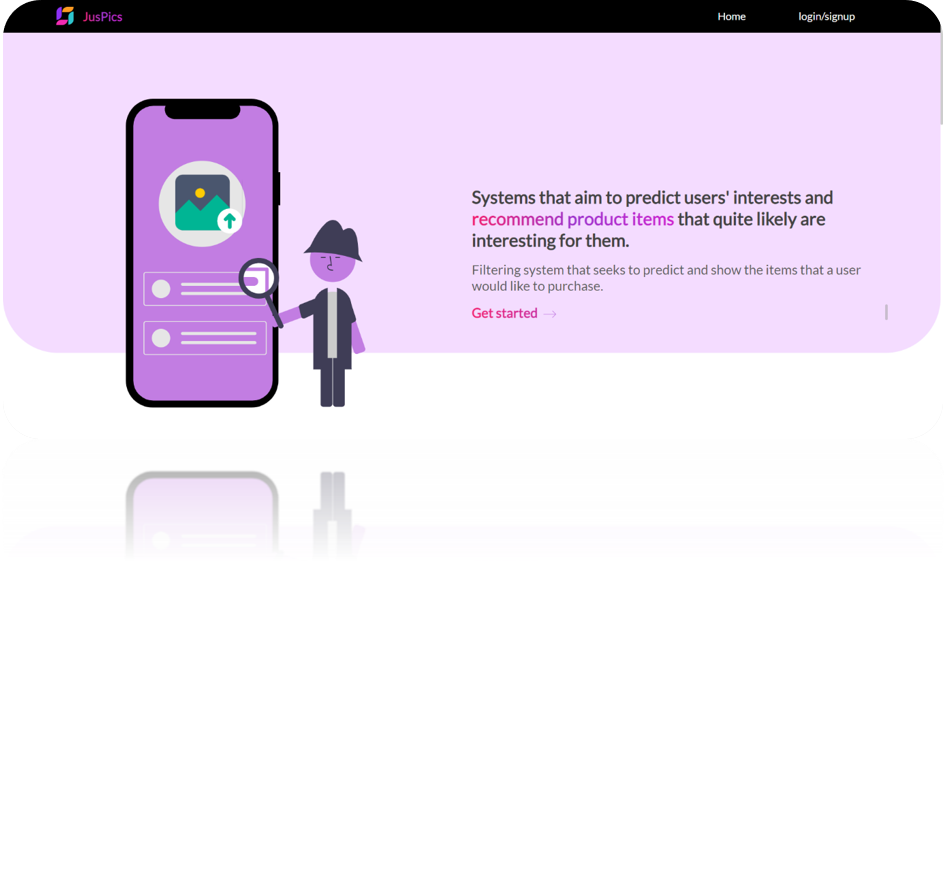 JusPics
Home
login/signup
Systems that aim to predict users' interests and
recommend product items that quite likely are
interesting for them.
Filtering system that seeks to predict and show the items that a user
would like to purchase.
Get started →